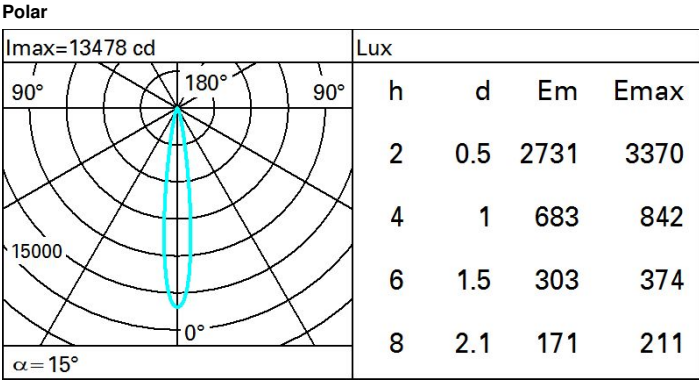 Polar
Imax=13478 cd
Lux
90° 180° 90°
15000
0°
α=15°
h d Em Emax
2 0.5 2731 3370
4 1 683 842
6 1.5 303 374
8 2.1 171 211